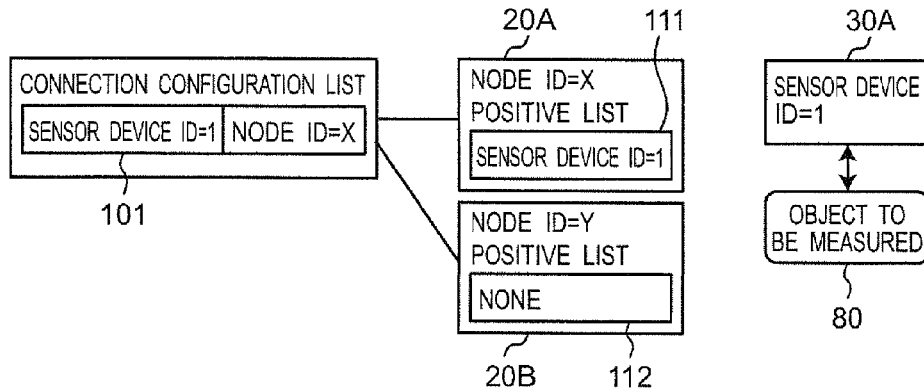 20A
111
30A
CONNECTION CONFIGURATION LIST
SENSOR DEVICE ID=1 NODE ID=X
101
NODE ID=X
POSITIVE LIST
SENSOR DEVICE ID=1
SENSOR DEVICE
ID=1
NODE ID=Y
POSITIVE LIST
NONE
OBJECT TO
BE MEASURED
80
20B
112